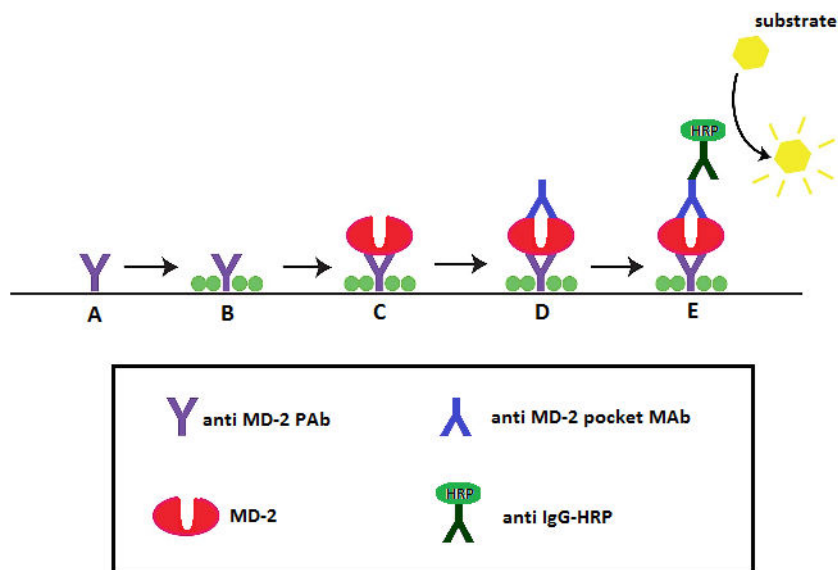 substrate
HRP
A
B
C
D
E
anti MD-2 PAb
anti MD-2 pocket MAb
MD-2
HRP
anti IgG-HRP